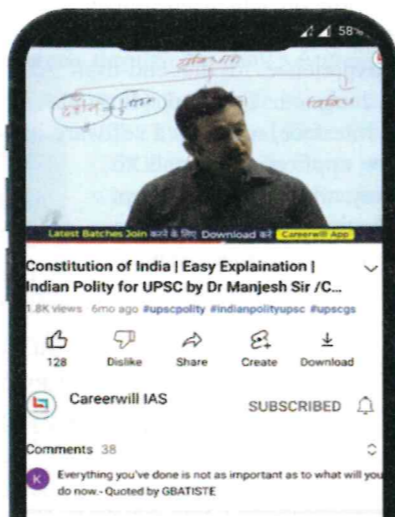 58%
संविधान
Latest Batches Join करने के लिए Download करें Careerwill App
Constitution of India | Easy Explaination |
Indian Polity for UPSC by Dr Manjesh Sir /C...
1.8K views 6mo ago #upscpolity #indianpolityupsc #upscgs
128 Dislike Share Create Download
Careerwill IAS SUBSCRIBED
Comments 38
K
Everything you've done is not as important as to what will you
do now.- Quoted by GBATISTE